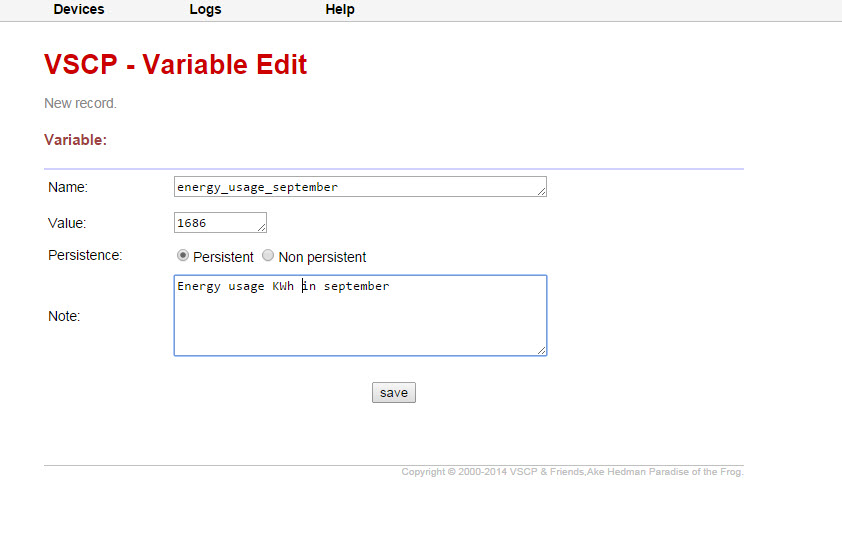 Devices Logs Help
VSCP - Variable Edit
New record.
Variable:
Name: energy_usage_september
Value: 1686
Persistence: Persistent Non persistent
Note: Energy usage KWh in september
save
Copyright © 2000-2014 VSCP & Friends,Ake Hedman Paradise of the Frog.